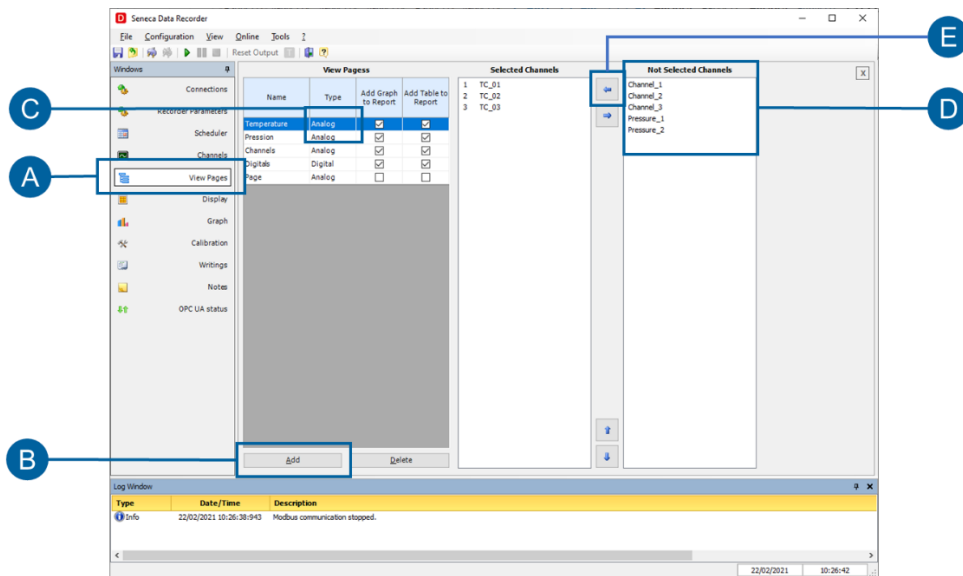 Seneca Data Recorder
File Configuration View Online Tools ?
Reset Output
Windows
Connections
Recorder Parameters
Scheduler
Channels
View Pages
Display
Graph
Calibration
Writings
Notes
OPC UA status
View Pagess
Name Type Add Graph to Report Add Table to Report
Temperature Analog
Pression Analog
Channels Analog
Digitals Digital
Page Analog
Add Delete
Selected Channels
1 TC_01
2 TC_02
3 TC_03
Not Selected Channels
X
Channel_1
Channel_2
Channel_3
Pressure_1
Pressure_2
Log Window
Type Date/Time Description
Info 22/02/2021 10:26:38:943 Modbus communication stopped.
22/02/2021 10:26:42
A
B
C
D
E